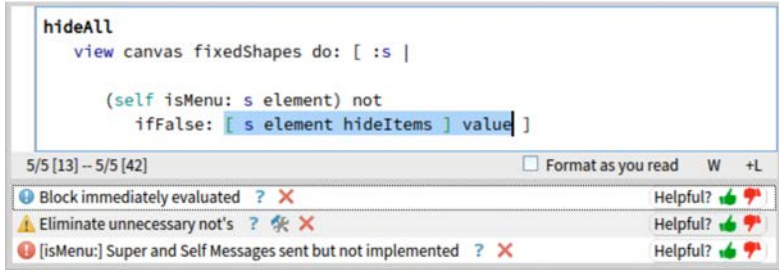 hideAll
view canvas fixedShapes do: [ :s |
(self isMenu: s element) not
ifFalse: [ s element hideItems ] value ]
5/5 [13] -- 5/5 [42] Format as you read W +L
Block immediately evaluated ? Helpful?
Eliminate unnecessary not's ? Helpful?
[isMenu:] Super and Self Messages sent but not implemented ? Helpful?